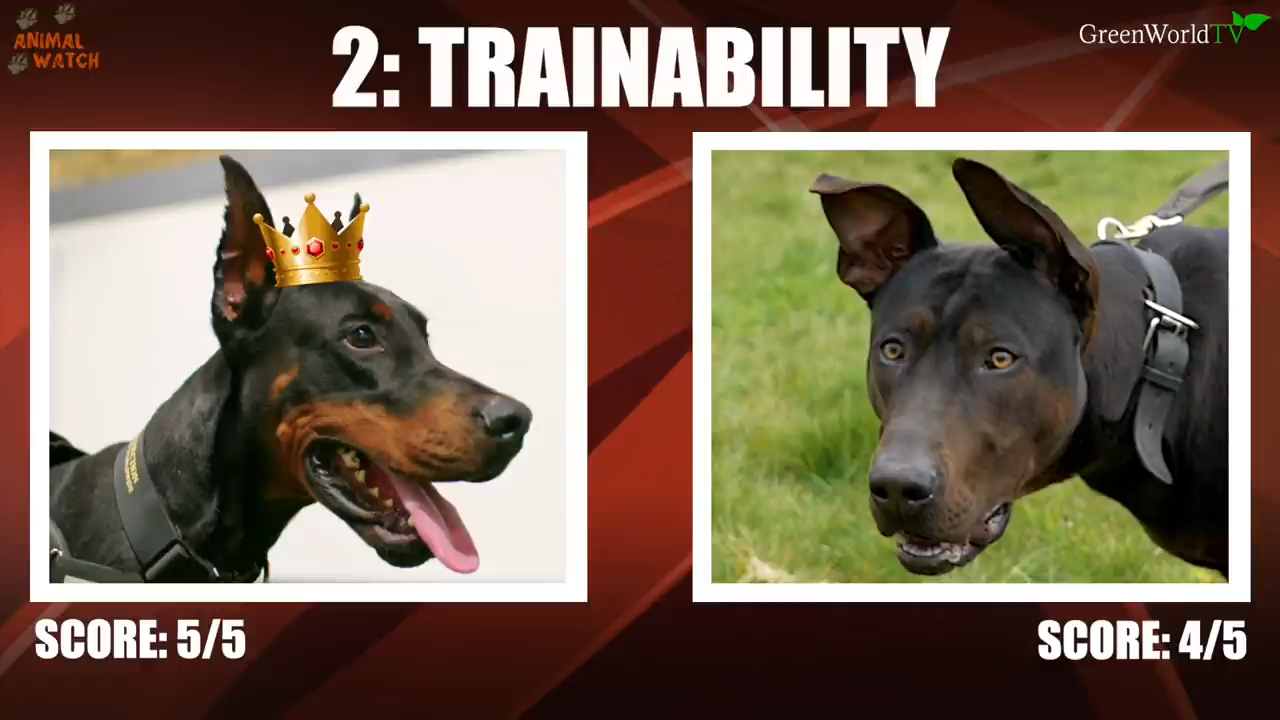 ANIMAL
WATCH
2: TRAINABILITY
GreenWorldTV
SCORE: 5/5
SCORE: 4/5